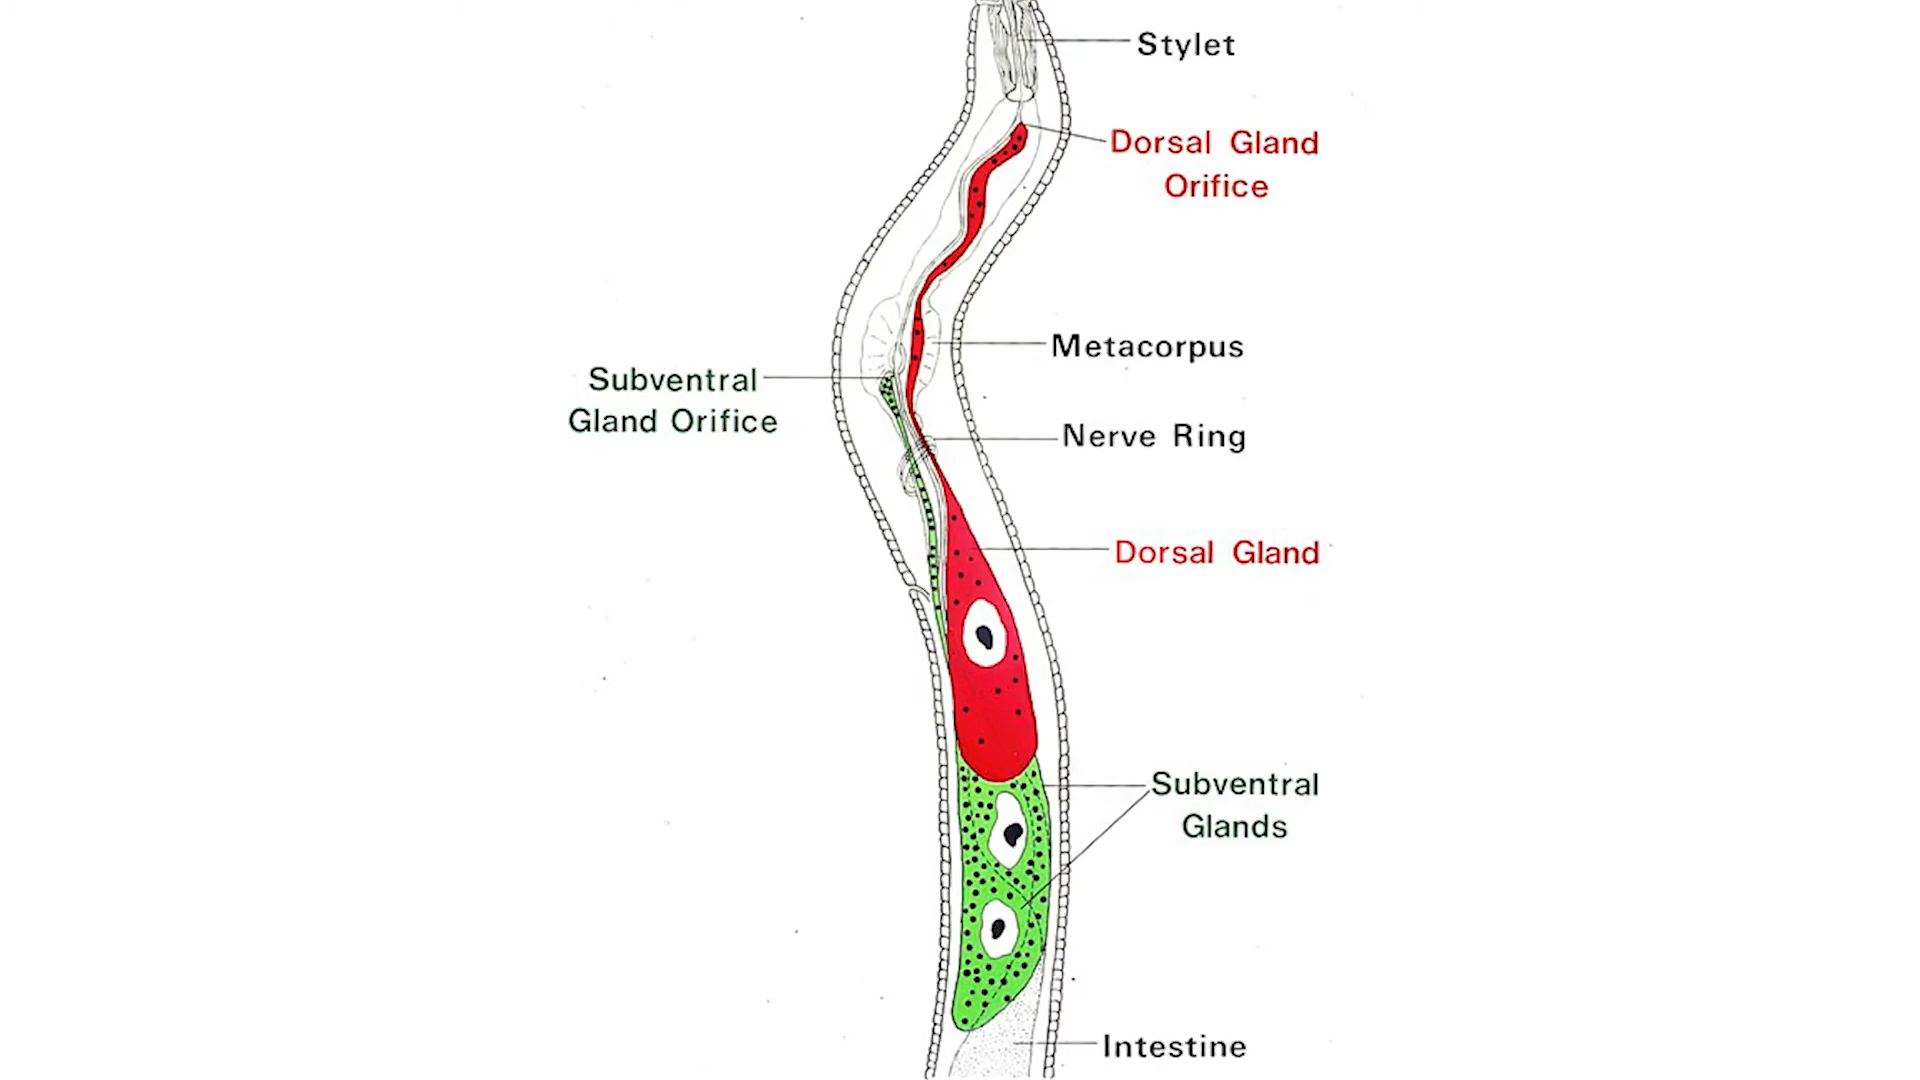 Stylet
Dorsal Gland
Orifice
Metacorpus
Subventral
Gland Orifice
Nerve Ring
Dorsal Gland
Subventral
Glands
Intestine